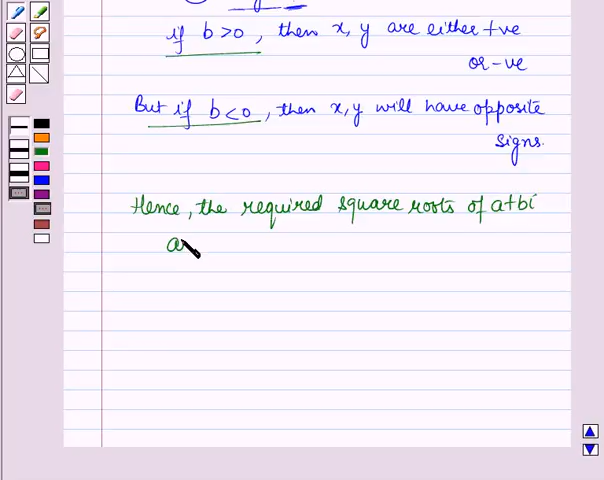 if b > 0, then x, y are either +ve
or -ve
But if b < 0, then x, y will have opposite
signs.
Hence, the required square roots of a+bi
a